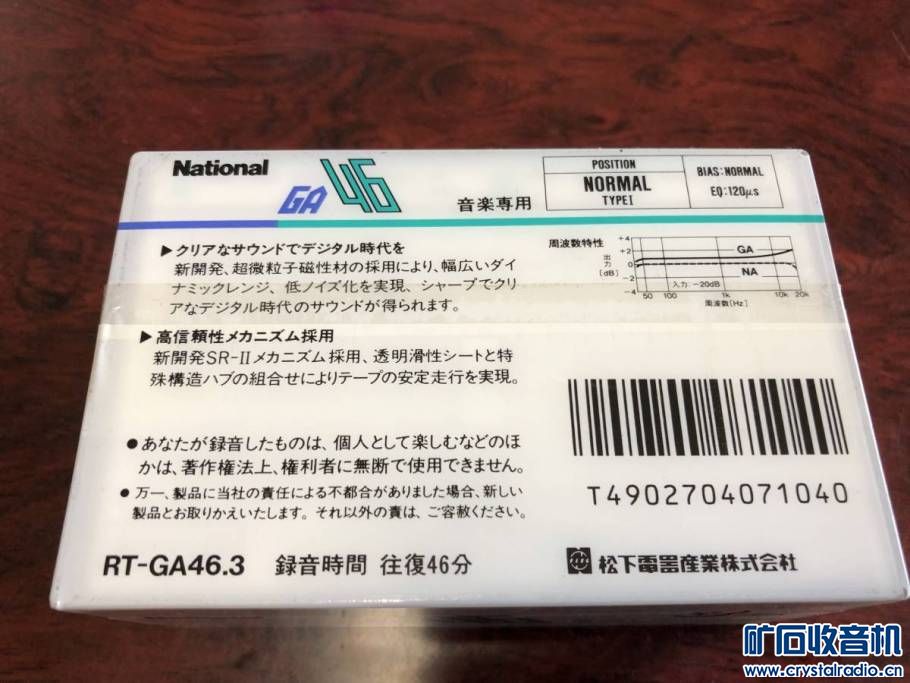 National
GA 46
音楽専用
POSITION
NORMAL
TYPE I
BIAS:NORMAL
EQ:120μs
▶クリアなサウンドでデジタル時代を
新開発、超微粒子磁性材の採用により、幅広いダイ
ナミックレンジ、低ノイズ化を実現、シャープでクリ
アなデジタル時代のサウンドが得られます。
周波数特性
出力
[dB]
+4
+2
0
-2
-4
GA
NA
入力:-20dB
50 100 1k 10k 20k
周波数[Hz]
▶高信頼性メカニズム採用
新開発SR-IIメカニズム採用、透明滑性シートと特
殊構造ハブの組合せによりテープの安定走行を実現。
●あなたが録音したものは、個人として楽しむなどのほ
かは、著作権法上、権利者に無断で使用できません。
●万一、製品に当社の責任による不都合がありました場合、新しい
製品とお取りかえいたします。それ以外の責は、ご容赦ください。
T4902704071040
RT-GA46.3 録音時間 往復46分
松下電器産業株式会社
矿石收音机
www.crystalradio.cn